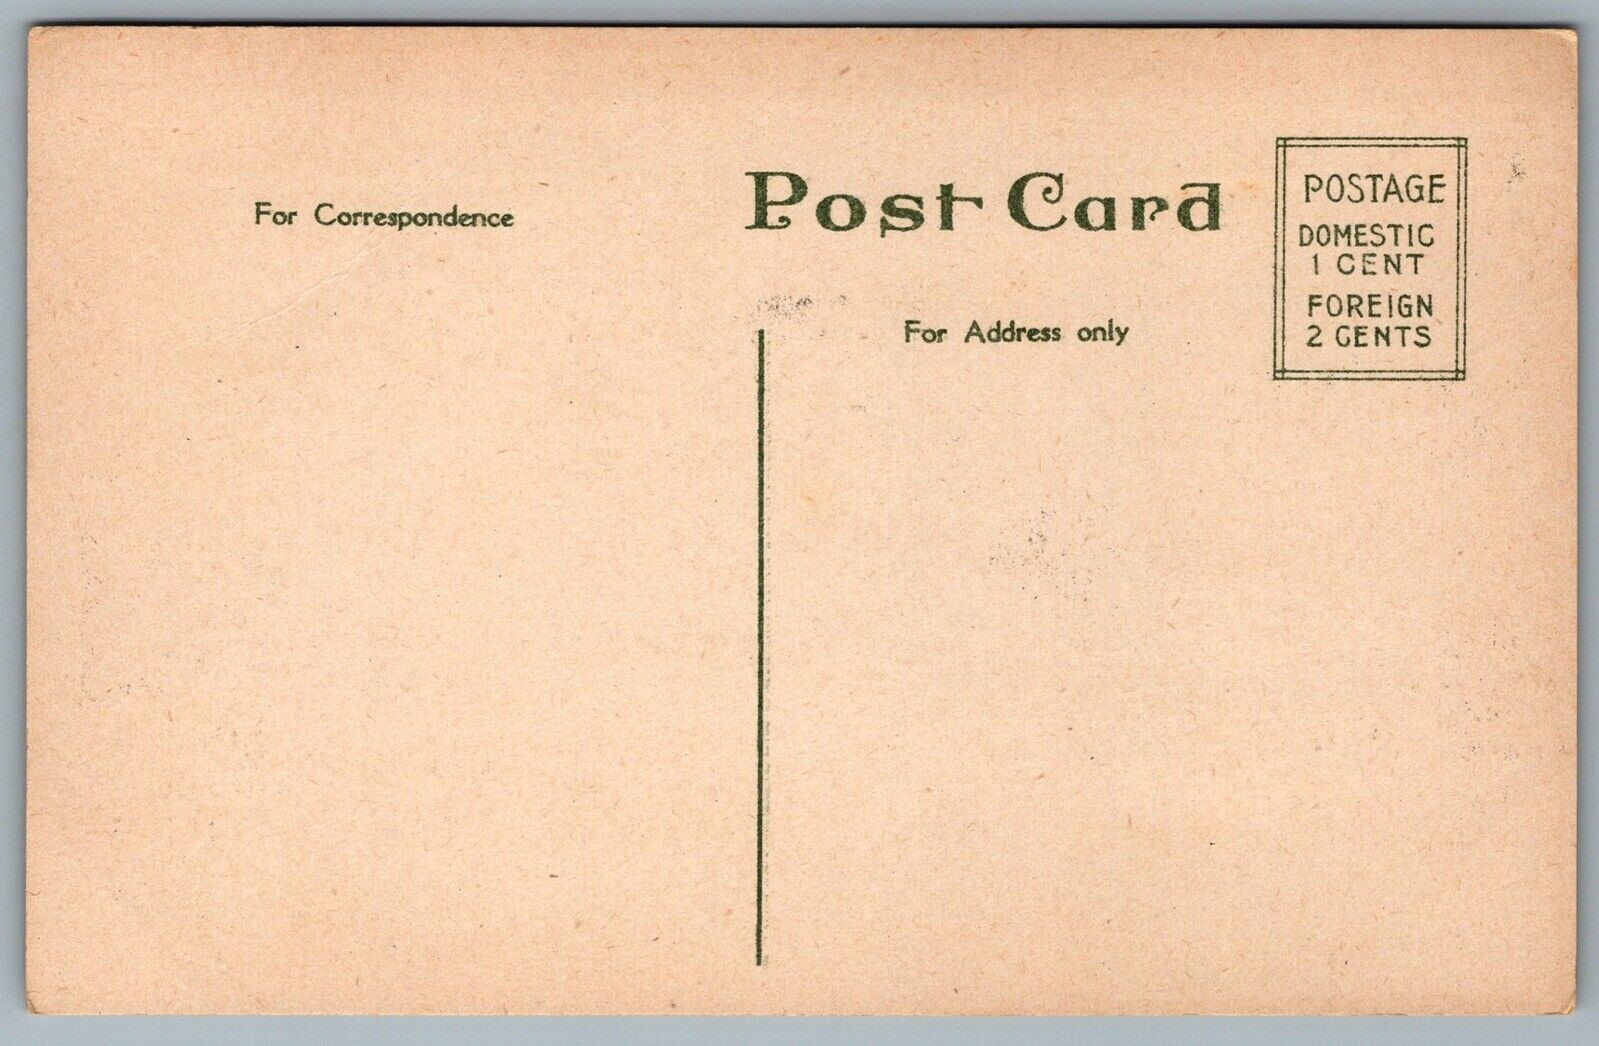 For Correspondence
Post Card
For Address only
POSTAGE
DOMESTIC
1 CENT
FOREIGN
2 CENTS